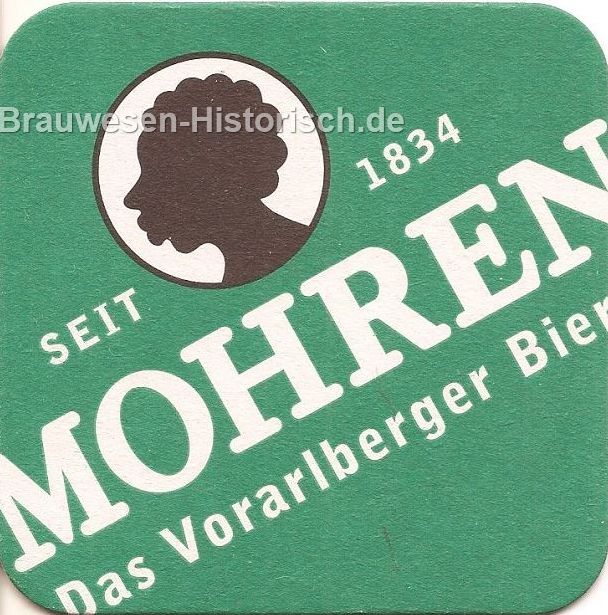 Brauwesen-Historisch.de
SEIT 1834
MOHREN
Das Vorarlberger Bier